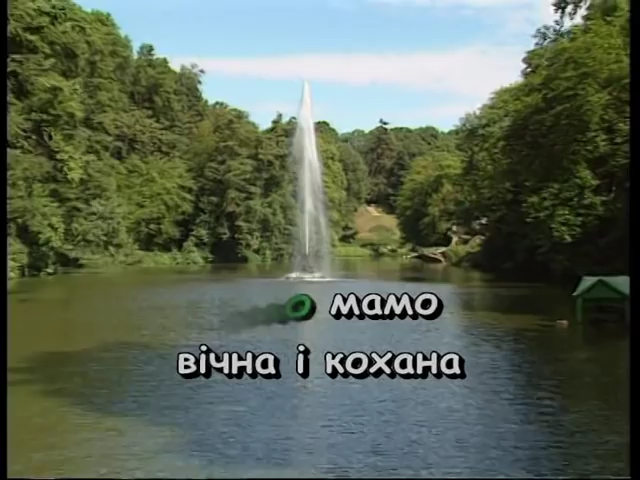 о мамо
вічна і кохана